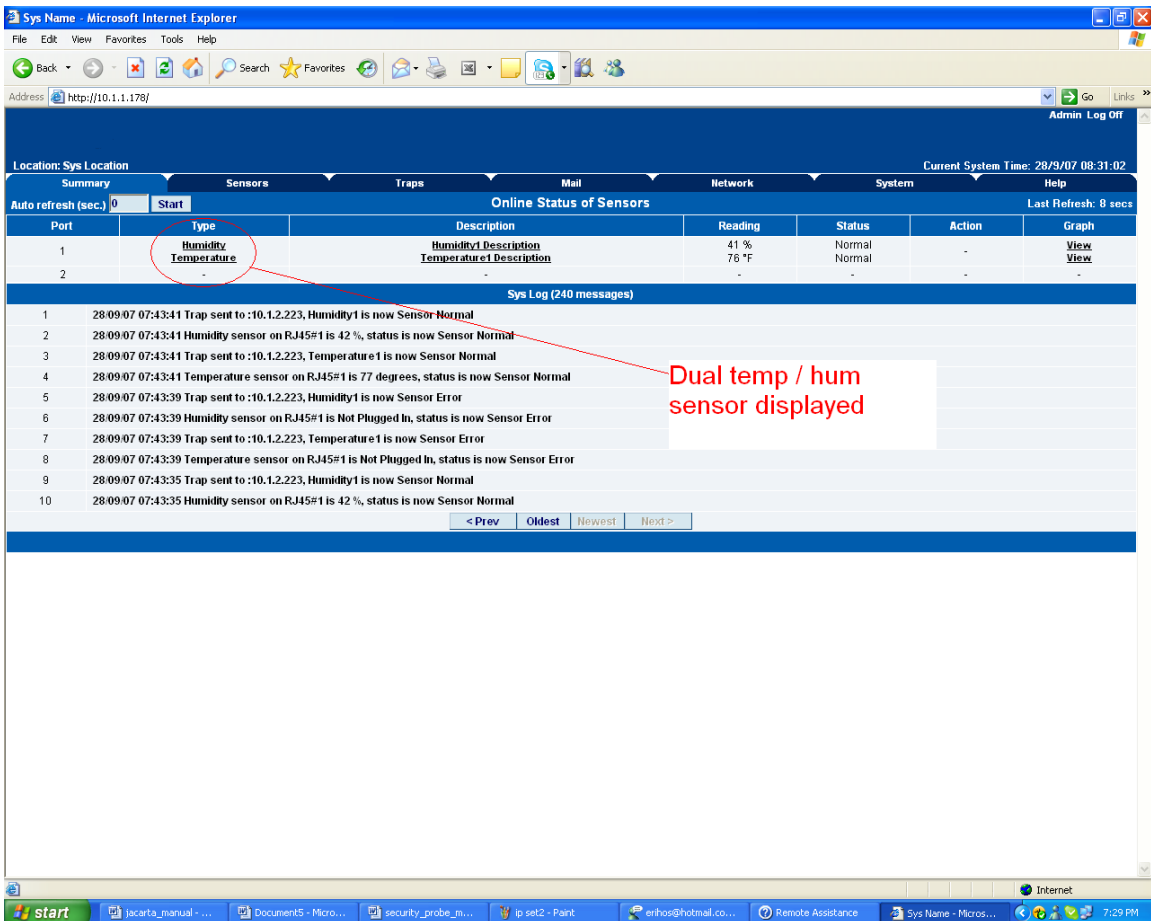 Sys Name - Microsoft Internet Explorer
File Edit View Favorites Tools Help
Back Search Favorites
Address http://10.1.1.178/ Go Links »
Admin Log Off
Location: Sys Location Current System Time: 28/9/07 08:31:02
Summary Sensors Traps Mail Network System Help
Auto refresh (sec.) 0 Start Online Status of Sensors Last Refresh: 8 secs
Port Type Description Reading Status Action Graph
1 Humidity Humidity1 Description 41 % Normal - View
Temperature Temperature1 Description 76 °F Normal View
2 - - - - - -
Sys Log (240 messages)
1 28/09/07 07:43:41 Trap sent to :10.1.2.223, Humidity1 is now Sensor Normal
2 28/09/07 07:43:41 Humidity sensor on RJ45#1 is 42 %, status is now Sensor Normal
3 28/09/07 07:43:41 Trap sent to :10.1.2.223, Temperature1 is now Sensor Normal
4 28/09/07 07:43:41 Temperature sensor on RJ45#1 is 77 degrees, status is now Sensor Normal
5 28/09/07 07:43:39 Trap sent to :10.1.2.223, Humidity1 is now Sensor Error
6 28/09/07 07:43:39 Humidity sensor on RJ45#1 is Not Plugged In, status is now Sensor Error
7 28/09/07 07:43:39 Trap sent to :10.1.2.223, Temperature1 is now Sensor Error
8 28/09/07 07:43:39 Temperature sensor on RJ45#1 is Not Plugged In, status is now Sensor Error
9 28/09/07 07:43:35 Trap sent to :10.1.2.223, Humidity1 is now Sensor Normal
10 28/09/07 07:43:35 Humidity sensor on RJ45#1 is 42 %, status is now Sensor Normal
Dual temp / hum
sensor displayed
< Prev Oldest Newest Next >
Internet
start jacarta_manual - ... Document5 - Micro... security_probe_m... ip set2 - Paint erihos@hotmail.co... Remote Assistance Sys Name - Micros... 7:29 PM